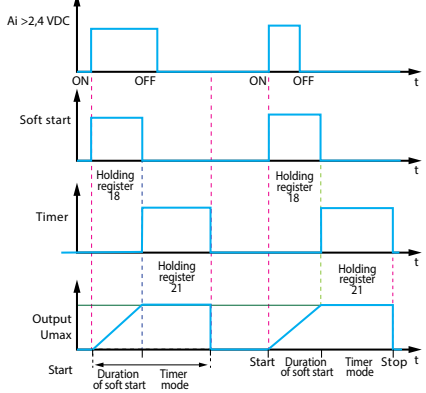 Ai >2,4 VDC
ON OFF ON OFF t
Soft start
t
Holding
register
18
Holding
register
18
Timer
t
Holding
register
21
Holding
register
21
Output
Umax
t
Start Duration
of soft start Timer
mode Start Duration
of soft start Timer
mode Stop